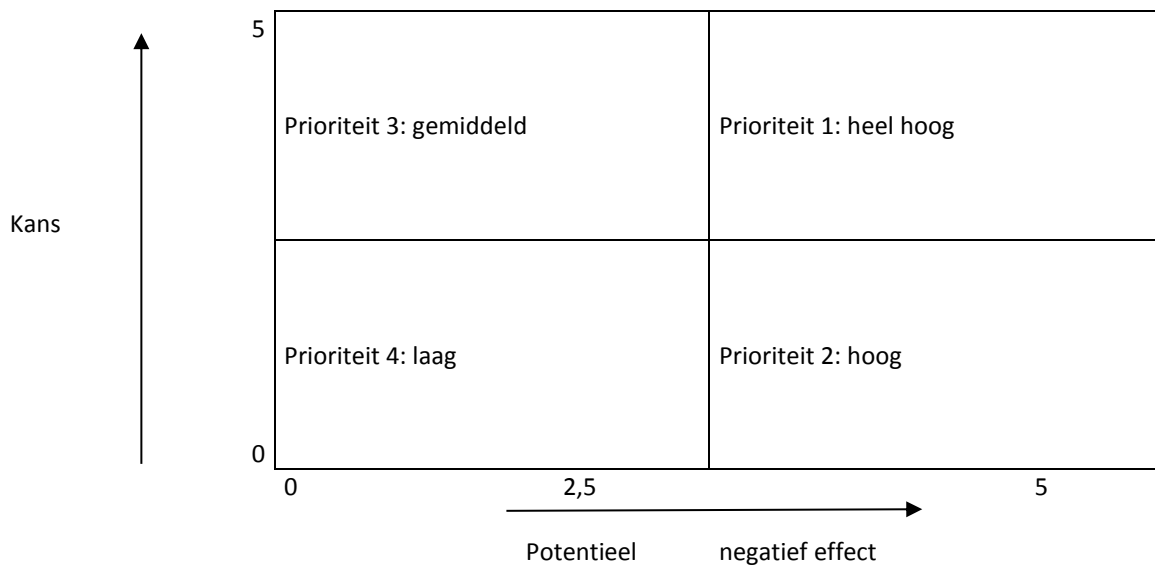 5
Prioriteit 3: gemiddeld
Prioriteit 1: heel hoog
Kans
Prioriteit 4: laag
Prioriteit 2: hoog
0
0
2,5
5
Potentieel negatief effect